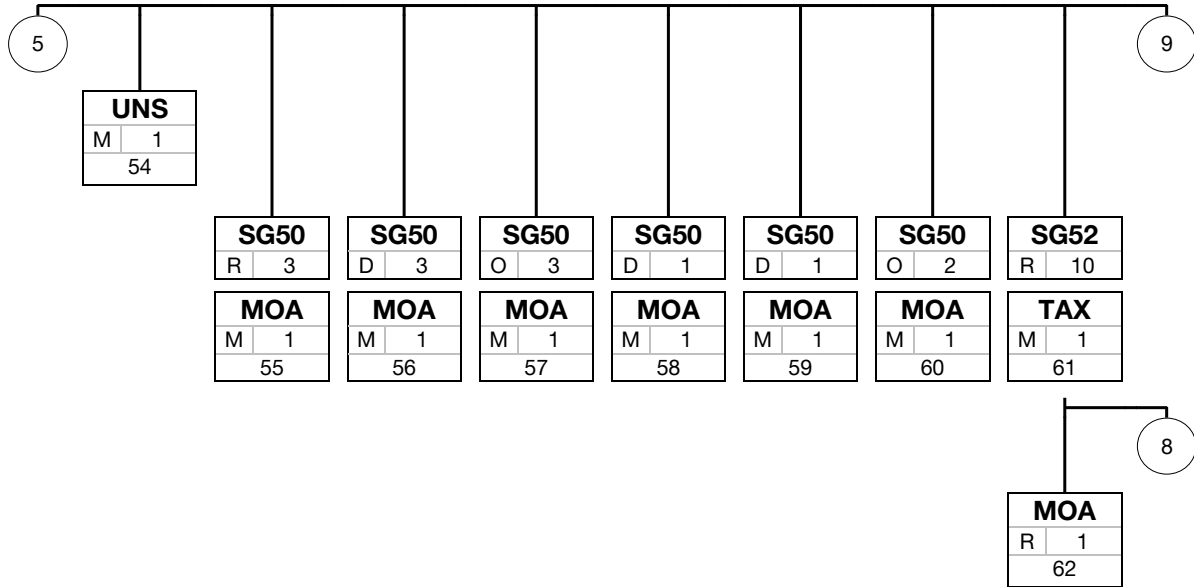 5
9
UNS
M 1
54
SG50 SG50 SG50 SG50 SG50 SG50 SG52
R 3 D 3 O 3 D 1 D 1 O 2 R 10
MOA MOA MOA MOA MOA MOA TAX
M 1 M 1 M 1 M 1 M 1 M 1 M 1
55 56 57 58 59 60 61
8
MOA
R 1
62